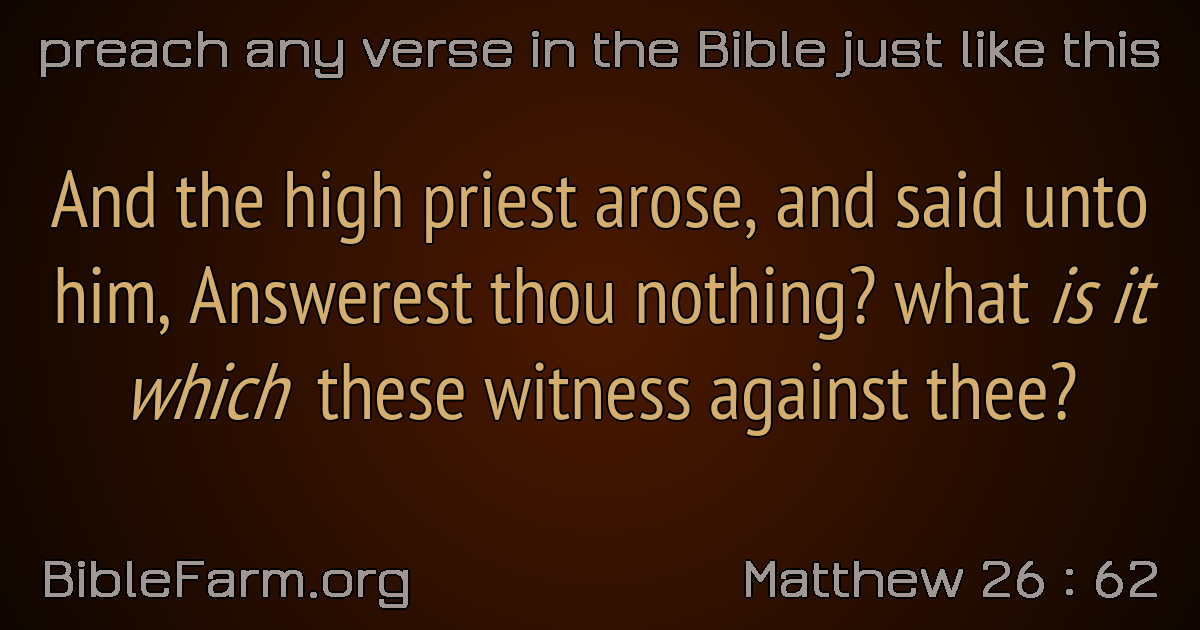 preach any verse in the Bible just like this
And the high priest arose, and said unto
him, Answerest thou nothing? what is it
which these witness against thee?
BibleFarm.org
Matthew 26 : 62